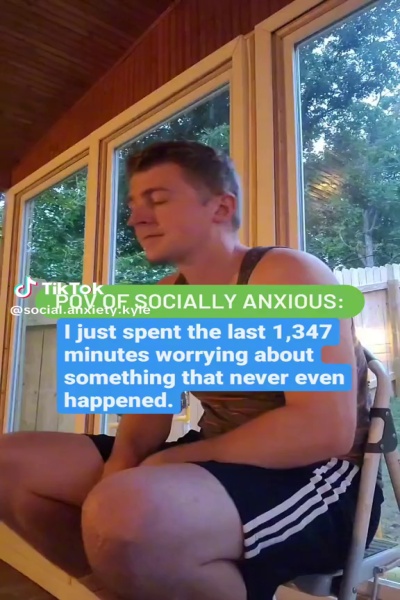 TikTok
@social.anxiety.kyle
POV OF SOCIALLY ANXIOUS:
I just spent the last 1,347
minutes worrying about
something that never even
happened.